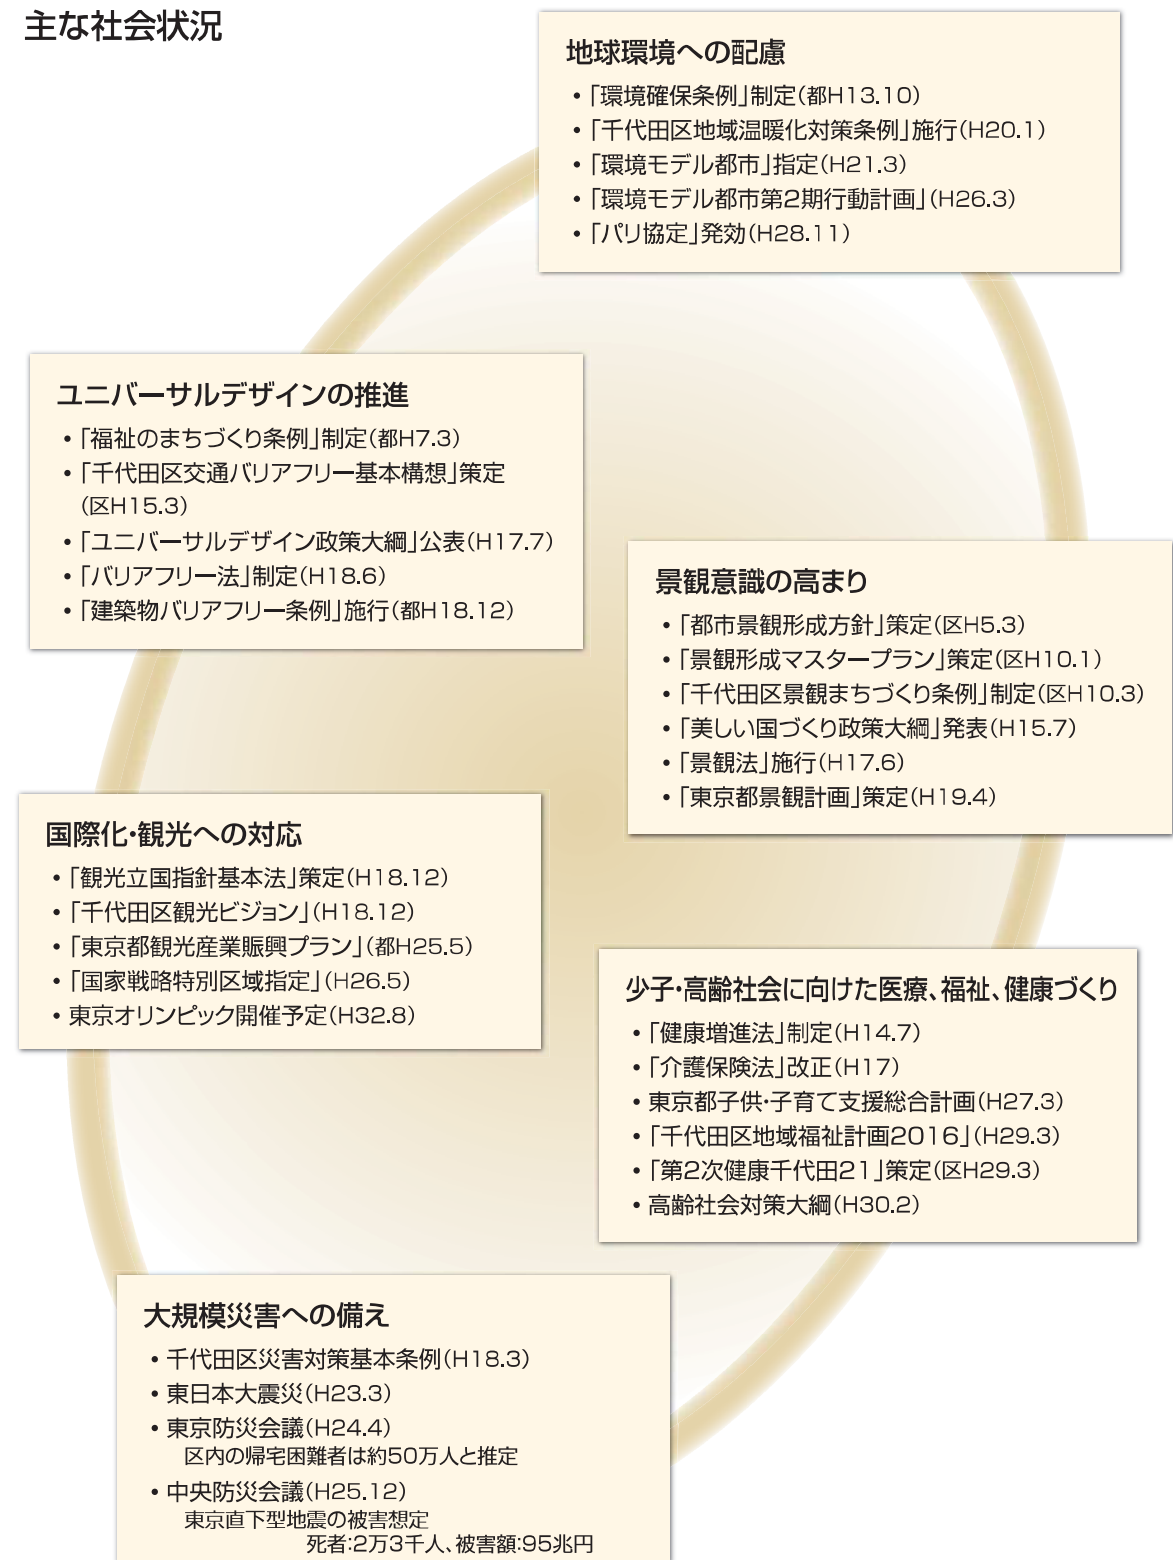 主な社会状況
地球環境への配慮
・「環境確保条例」制定(都H13.10)
・「千代田区地域温暖化対策条例」施行(H20.1)
・「環境モデル都市」指定(H21.3)
・「環境モデル都市第2期行動計画」(H26.3)
・「パリ協定」発効(H28.11)
ユニバーサルデザインの推進
・「福祉のまちづくり条例」制定(都H7.3)
・「千代田区交通バリアフリー基本構想」策定
(区H15.3)
・「ユニバーサルデザイン政策大綱」公表(H17.7)
・「バリアフリー法」制定(H18.6)
・「建築物バリアフリー条例」施行(都H18.12)
景観意識の高まり
・「都市景観形成方針」策定(区H5.3)
・「景観形成マスタープラン」策定(区H10.1)
・「千代田区景観まちづくり条例」制定(区H10.3)
・「美しい国づくり政策大綱」発表(H15.7)
・「景観法」施行(H17.6)
・「東京都景観計画」策定(H19.4)
国際化・観光への対応
・「観光立国指針基本法」策定(H18.12)
・「千代田区観光ビジョン」(H18.12)
・「東京都観光産業賑興プラン」(都H25.5)
・「国家戦略特別区域指定」(H26.5)
・東京オリンピック開催予定(H32.8)
少子・高齢社会に向けた医療、福祉、健康づくり
・「健康増進法」制定(H14.7)
・「介護保険法」改正(H17)
・東京都子供・子育て支援総合計画(H27.3)
・「千代田区地域福祉計画2016」(H29.3)
・「第2次健康千代田21」策定(区H29.3)
・高齢社会対策大綱(H30.2)
大規模災害への備え
・千代田区災害対策基本条例(H18.3)
・東日本大震災(H23.3)
・東京防災会議(H24.4)
区内の帰宅困難者は約50万人と推定
・中央防災会議(H25.12)
東京直下型地震の被害想定
死者:2万3千人、被害額:95兆円